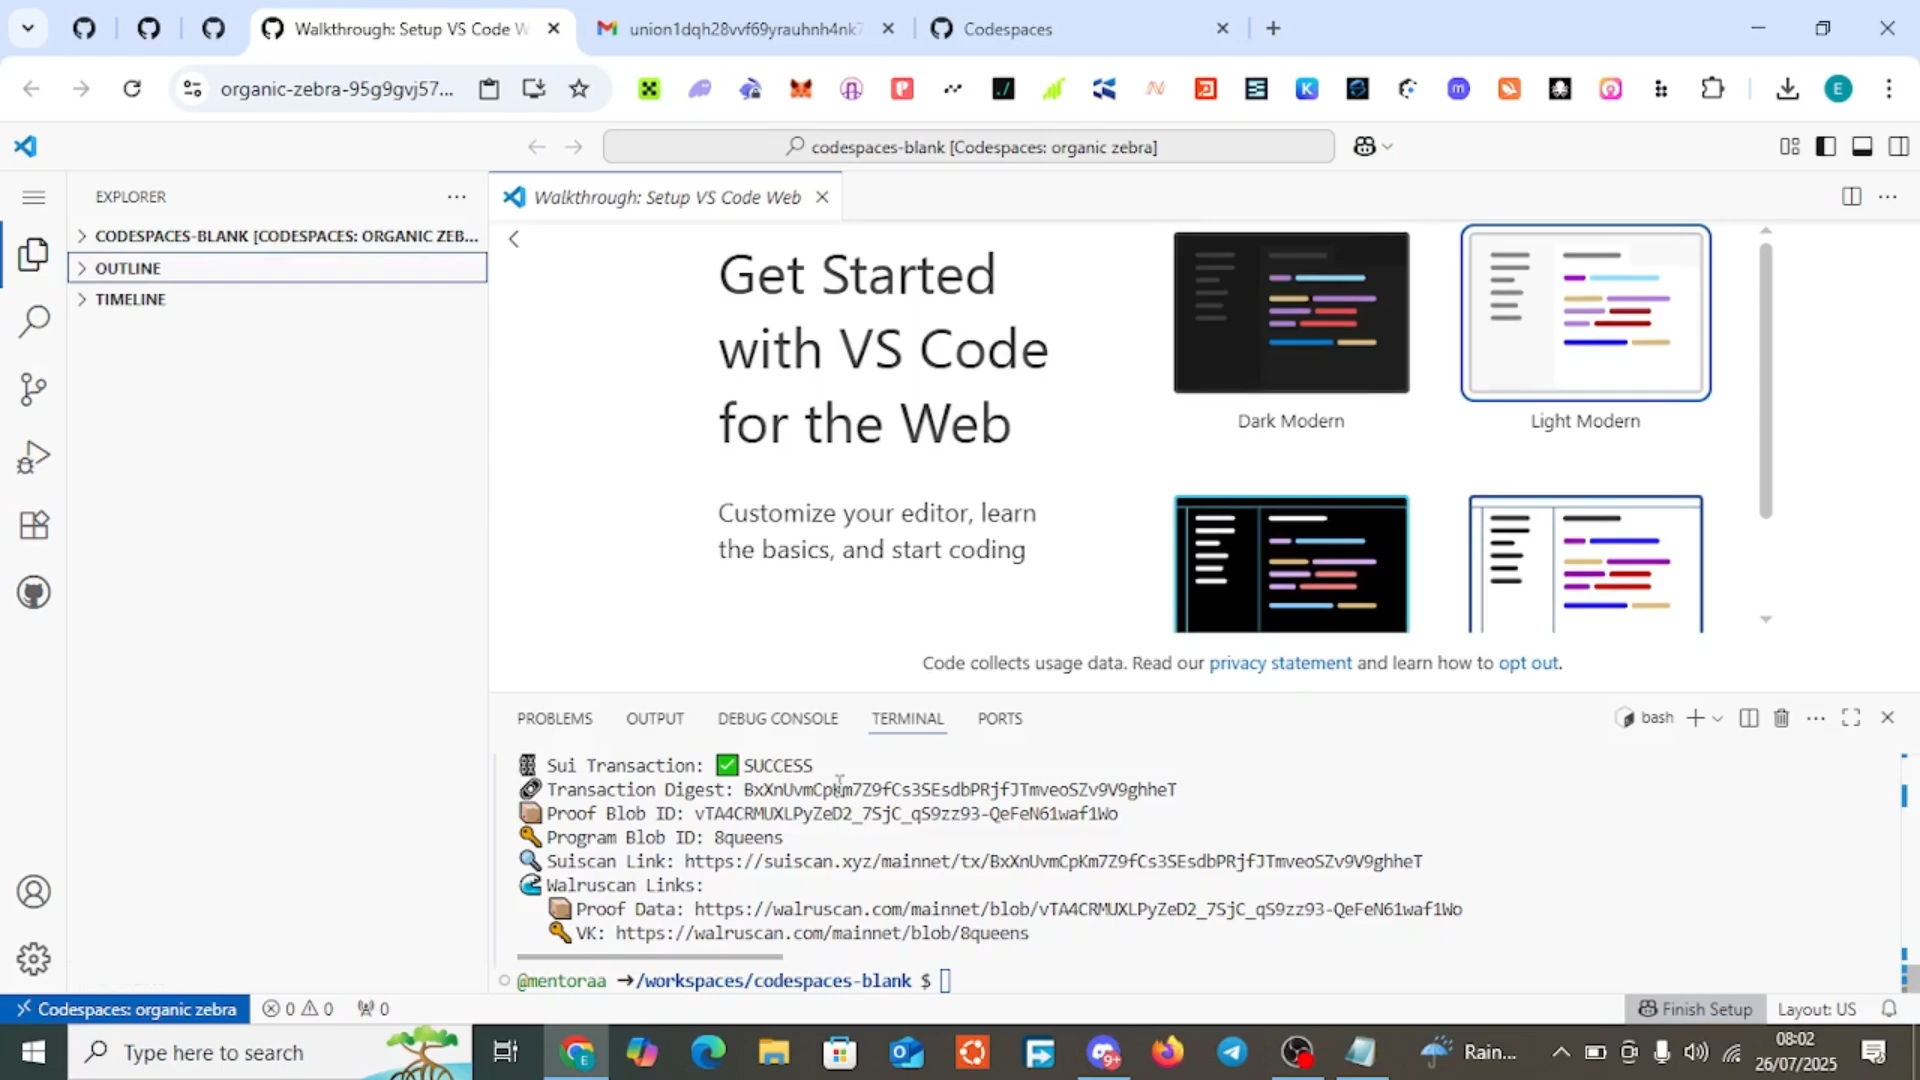 Walkthrough: Setup VS Code W
union1dqh28vvf69yrauhnh4nk7
Codespaces
organic-zebra-95g9gvj57...
E
codespaces-blank [Codespaces: organic zebra]
EXPLORER
Walkthrough: Setup VS Code Web
CODESPACES-BLANK [CODESPACES: ORGANIC ZEB...
OUTLINE
TIMELINE
Get Started
with VS Code
for the Web
Dark Modern
Light Modern
Customize your editor, learn
the basics, and start coding
Code collects usage data. Read our privacy statement and learn how to opt out.
PROBLEMS
OUTPUT
DEBUG CONSOLE
TERMINAL
PORTS
bash
Sui Transaction: ✅ SUCCESS
Transaction Digest: BxXnUvmCpKm7Z9fCs3SEsdbPRjfJTmveoSZv9V9ghheT
Proof Blob ID: vTA4CRMUXLPyZeD2_7SjC_qS9zz93-QeFeN61waf1Wo
Program Blob ID: 8queens
Suiscan Link: https://suiscan.xyz/mainnet/tx/BxXnUvmCpKm7Z9fCs3SEsdbPRjfJTmveoSZv9V9ghheT
Walruscan Links:
Proof Data: https://walruscan.com/mainnet/blob/vTA4CRMUXLPyZeD2_7SjC_qS9zz93-QeFeN61waf1Wo
VK: https://walruscan.com/mainnet/blob/8queens
@mentoraa ➜/workspaces/codespaces-blank $
Codespaces: organic zebra
0
0
0
Finish Setup
Layout: US
Type here to search
9+
Rain...
08:02
26/07/2025